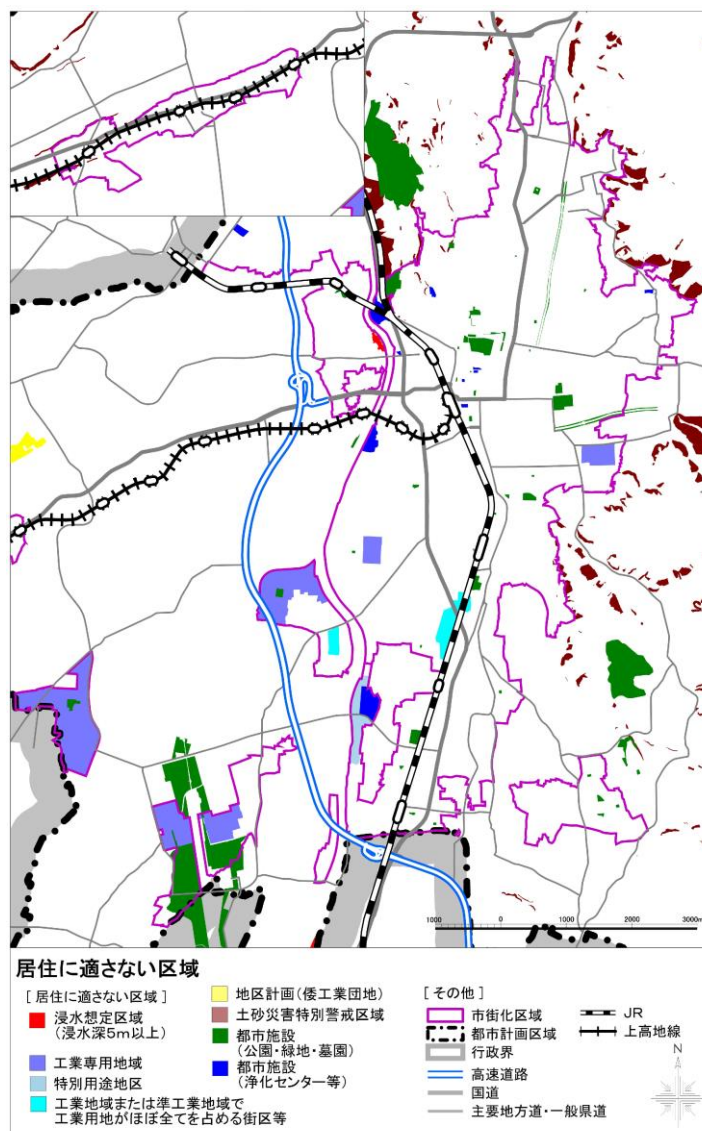 1000 0 1000 2000 3000m
居住に適さない区域
[ 居住に適さない区域 ]
浸水想定区域
(浸水深5m以上)
工業専用地域
特別用途地区
工業地域または準工業地域で
工業用地がほぼ全てを占める街区等
地区計画(倭工業団地)
土砂災害特別警戒区域
都市施設
(公園・緑地・墓園)
都市施設
(浄化センター等)
[ その他 ]
市街化区域
都市計画区域
行政界
高速道路
国道
主要地方道・一般県道
JR
上高地線
N